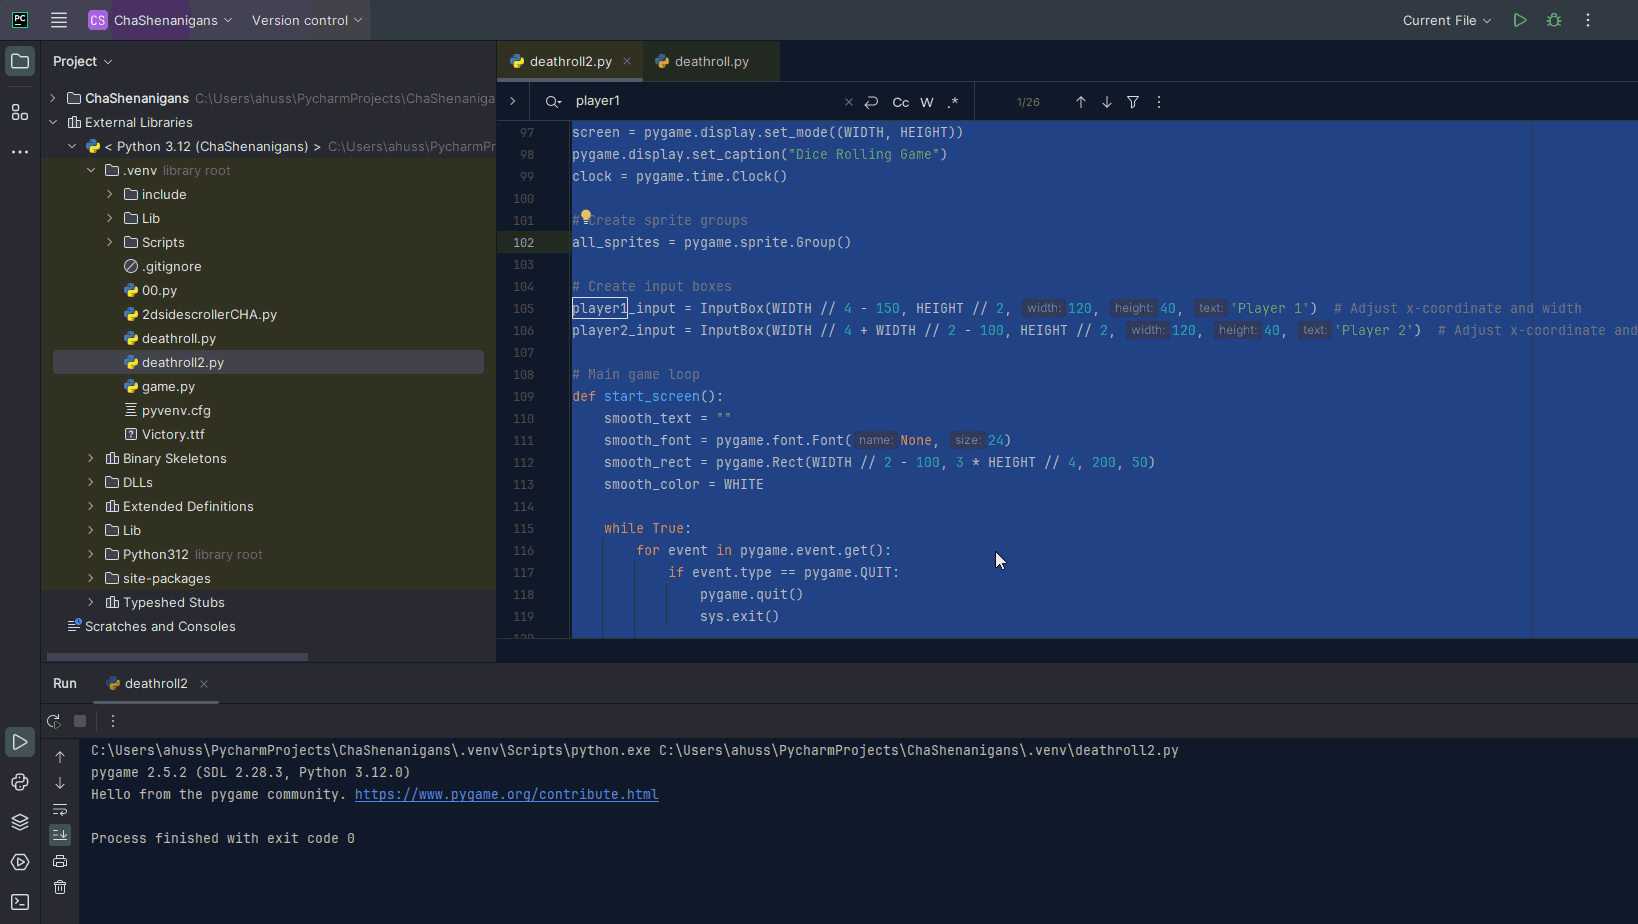 PC
CS ChaShenanigans Version control Current File
Project
ChaShenanigans C:\Users\ahuss\PycharmProjects\ChaShenaniga
External Libraries
< Python 3.12 (ChaShenanigans) > C:\Users\ahuss\PycharmPr
.venv library root
include
Lib
Scripts
.gitignore
00.py
2dsidescrollerCHA.py
deathroll.py
deathroll2.py
game.py
pyvenv.cfg
Victory.ttf
Binary Skeletons
DLLs
Extended Definitions
Lib
Python312 library root
site-packages
Typeshed Stubs
Scratches and Consoles
deathroll2.py deathroll.py
player1 Cc W .* 1/26
97 screen = pygame.display.set_mode((WIDTH, HEIGHT))
98 pygame.display.set_caption("Dice Rolling Game")
99 clock = pygame.time.Clock()
100
101 # Create sprite groups
102 all_sprites = pygame.sprite.Group()
103
104 # Create input boxes
105 player1_input = InputBox(WIDTH // 4 - 150, HEIGHT // 2, width: 120, height: 40, text: 'Player 1') # Adjust x-coordinate and width
106 player2_input = InputBox(WIDTH // 4 + WIDTH // 2 - 100, HEIGHT // 2, width: 120, height: 40, text: 'Player 2') # Adjust x-coordinate and
107
108 # Main game loop
109 def start_screen():
110 smooth_text = ""
111 smooth_font = pygame.font.Font( name: None, size: 24)
112 smooth_rect = pygame.Rect(WIDTH // 2 - 100, 3 * HEIGHT // 4, 200, 50)
113 smooth_color = WHITE
114
115 while True:
116 for event in pygame.event.get():
117 if event.type == pygame.QUIT:
118 pygame.quit()
119 sys.exit()
120
Run deathroll2
C:\Users\ahuss\PycharmProjects\ChaShenanigans\.venv\Scripts\python.exe C:\Users\ahuss\PycharmProjects\ChaShenanigans\.venv\deathroll2.py
pygame 2.5.2 (SDL 2.28.3, Python 3.12.0)
Hello from the pygame community. https://www.pygame.org/contribute.html
Process finished with exit code 0